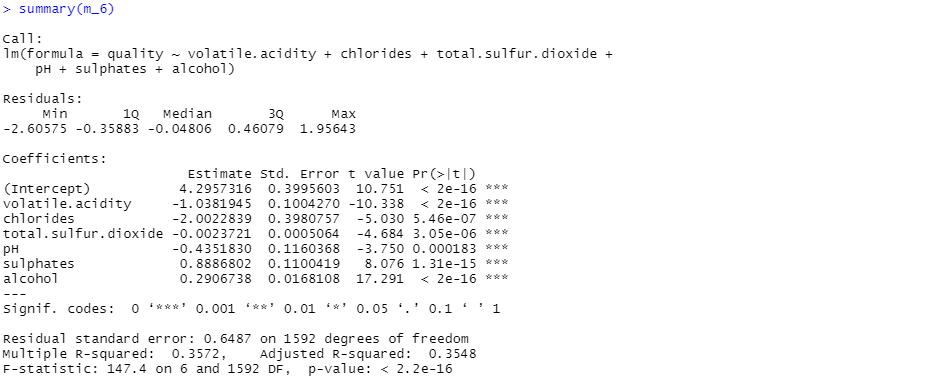 > summary(m_6)
Call:
lm(formula = quality ~ volatile.acidity + chlorides + total.sulfur.dioxide +
    pH + sulphates + alcohol)
Residuals:
     Min       1Q   Median       3Q      Max
-2.60575 -0.35883 -0.04806  0.46079  1.95643
Coefficients:
                       Estimate Std. Error t value Pr(>|t|)
(Intercept)           4.2957316  0.3995603  10.751  < 2e-16 ***
volatile.acidity     -1.0381945  0.1004270 -10.338  < 2e-16 ***
chlorides            -2.0022839  0.3980757  -5.030 5.46e-07 ***
total.sulfur.dioxide -0.0023721  0.0005064  -4.684 3.05e-06 ***
pH                   -0.4351830  0.1160368  -3.750 0.000183 ***
sulphates             0.8886802  0.1100419   8.076 1.31e-15 ***
alcohol               0.2906738  0.0168108  17.291  < 2e-16 ***
---
Signif. codes:  0 ‘***’ 0.001 ‘**’ 0.01 ‘*’ 0.05 ‘.’ 0.1 ‘ ’ 1
Residual standard error: 0.6487 on 1592 degrees of freedom
Multiple R-squared:  0.3572,    Adjusted R-squared:  0.3548
F-statistic: 147.4 on 6 and 1592 DF,  p-value: < 2.2e-16